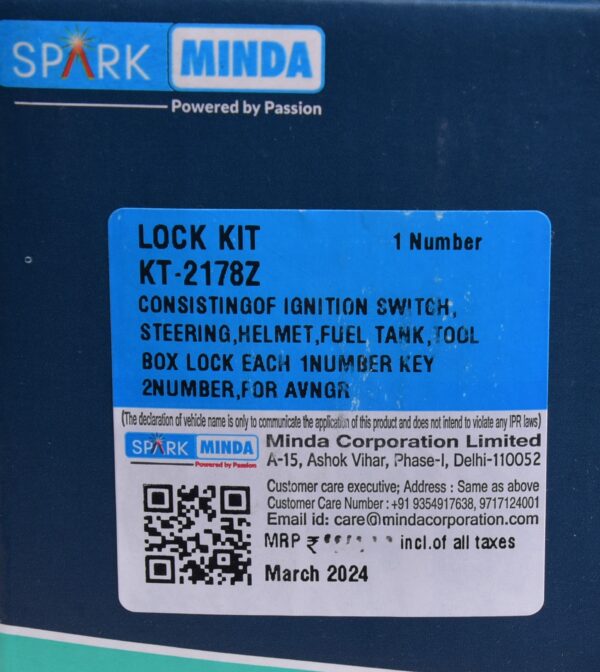 SPARK MINDA
Powered by Passion
LOCK KIT 1 Number
KT-2178Z
CONSISTINGOF IGNITION SWITCH,
STEERING,HELMET,FUEL TANK,TOOL
BOX LOCK EACH 1NUMBER KEY
2NUMBER,FOR AVNGR
(The declaration of vehicle name is only to communicate the application of this product and does not intend to violate any IPR laws)
SPARK MINDA
Powered by Passion
Minda Corporation Limited
A-15, Ashok Vihar, Phase-I, Delhi-110052
Customer care executive; Address : Same as above
Customer Care Number : +91 9354917638, 9717124001
Email id: care@mindacorporation.com
MRP ₹ incl.of all taxes
March 2024